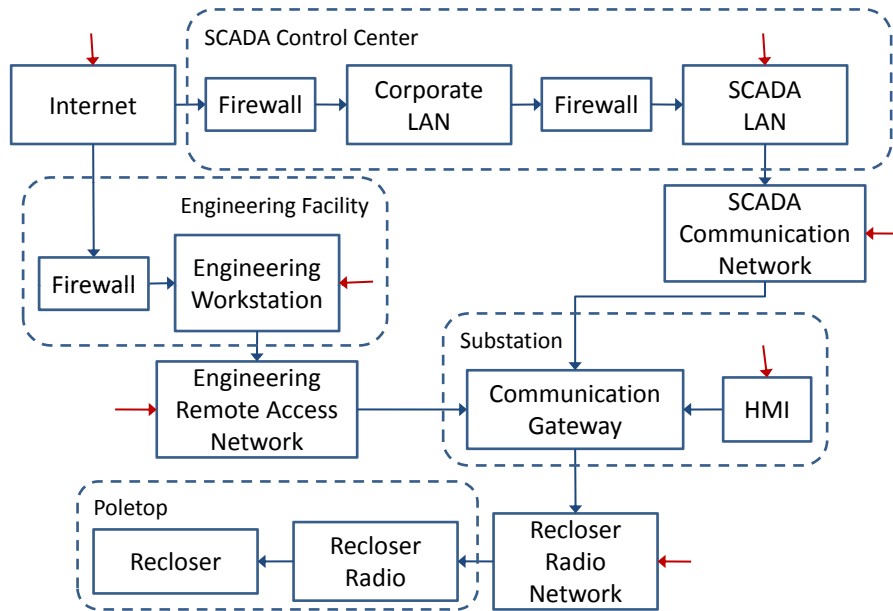 SCADA Control Center
Internet
Firewall
Corporate
LAN
Firewall
SCADA
LAN
Engineering Facility
SCADA
Communication
Network
Firewall
Engineering
Workstation
Substation
Engineering
Remote Access
Network
Communication
Gateway
HMI
Poletop
Recloser
Recloser
Radio
Recloser
Radio
Network